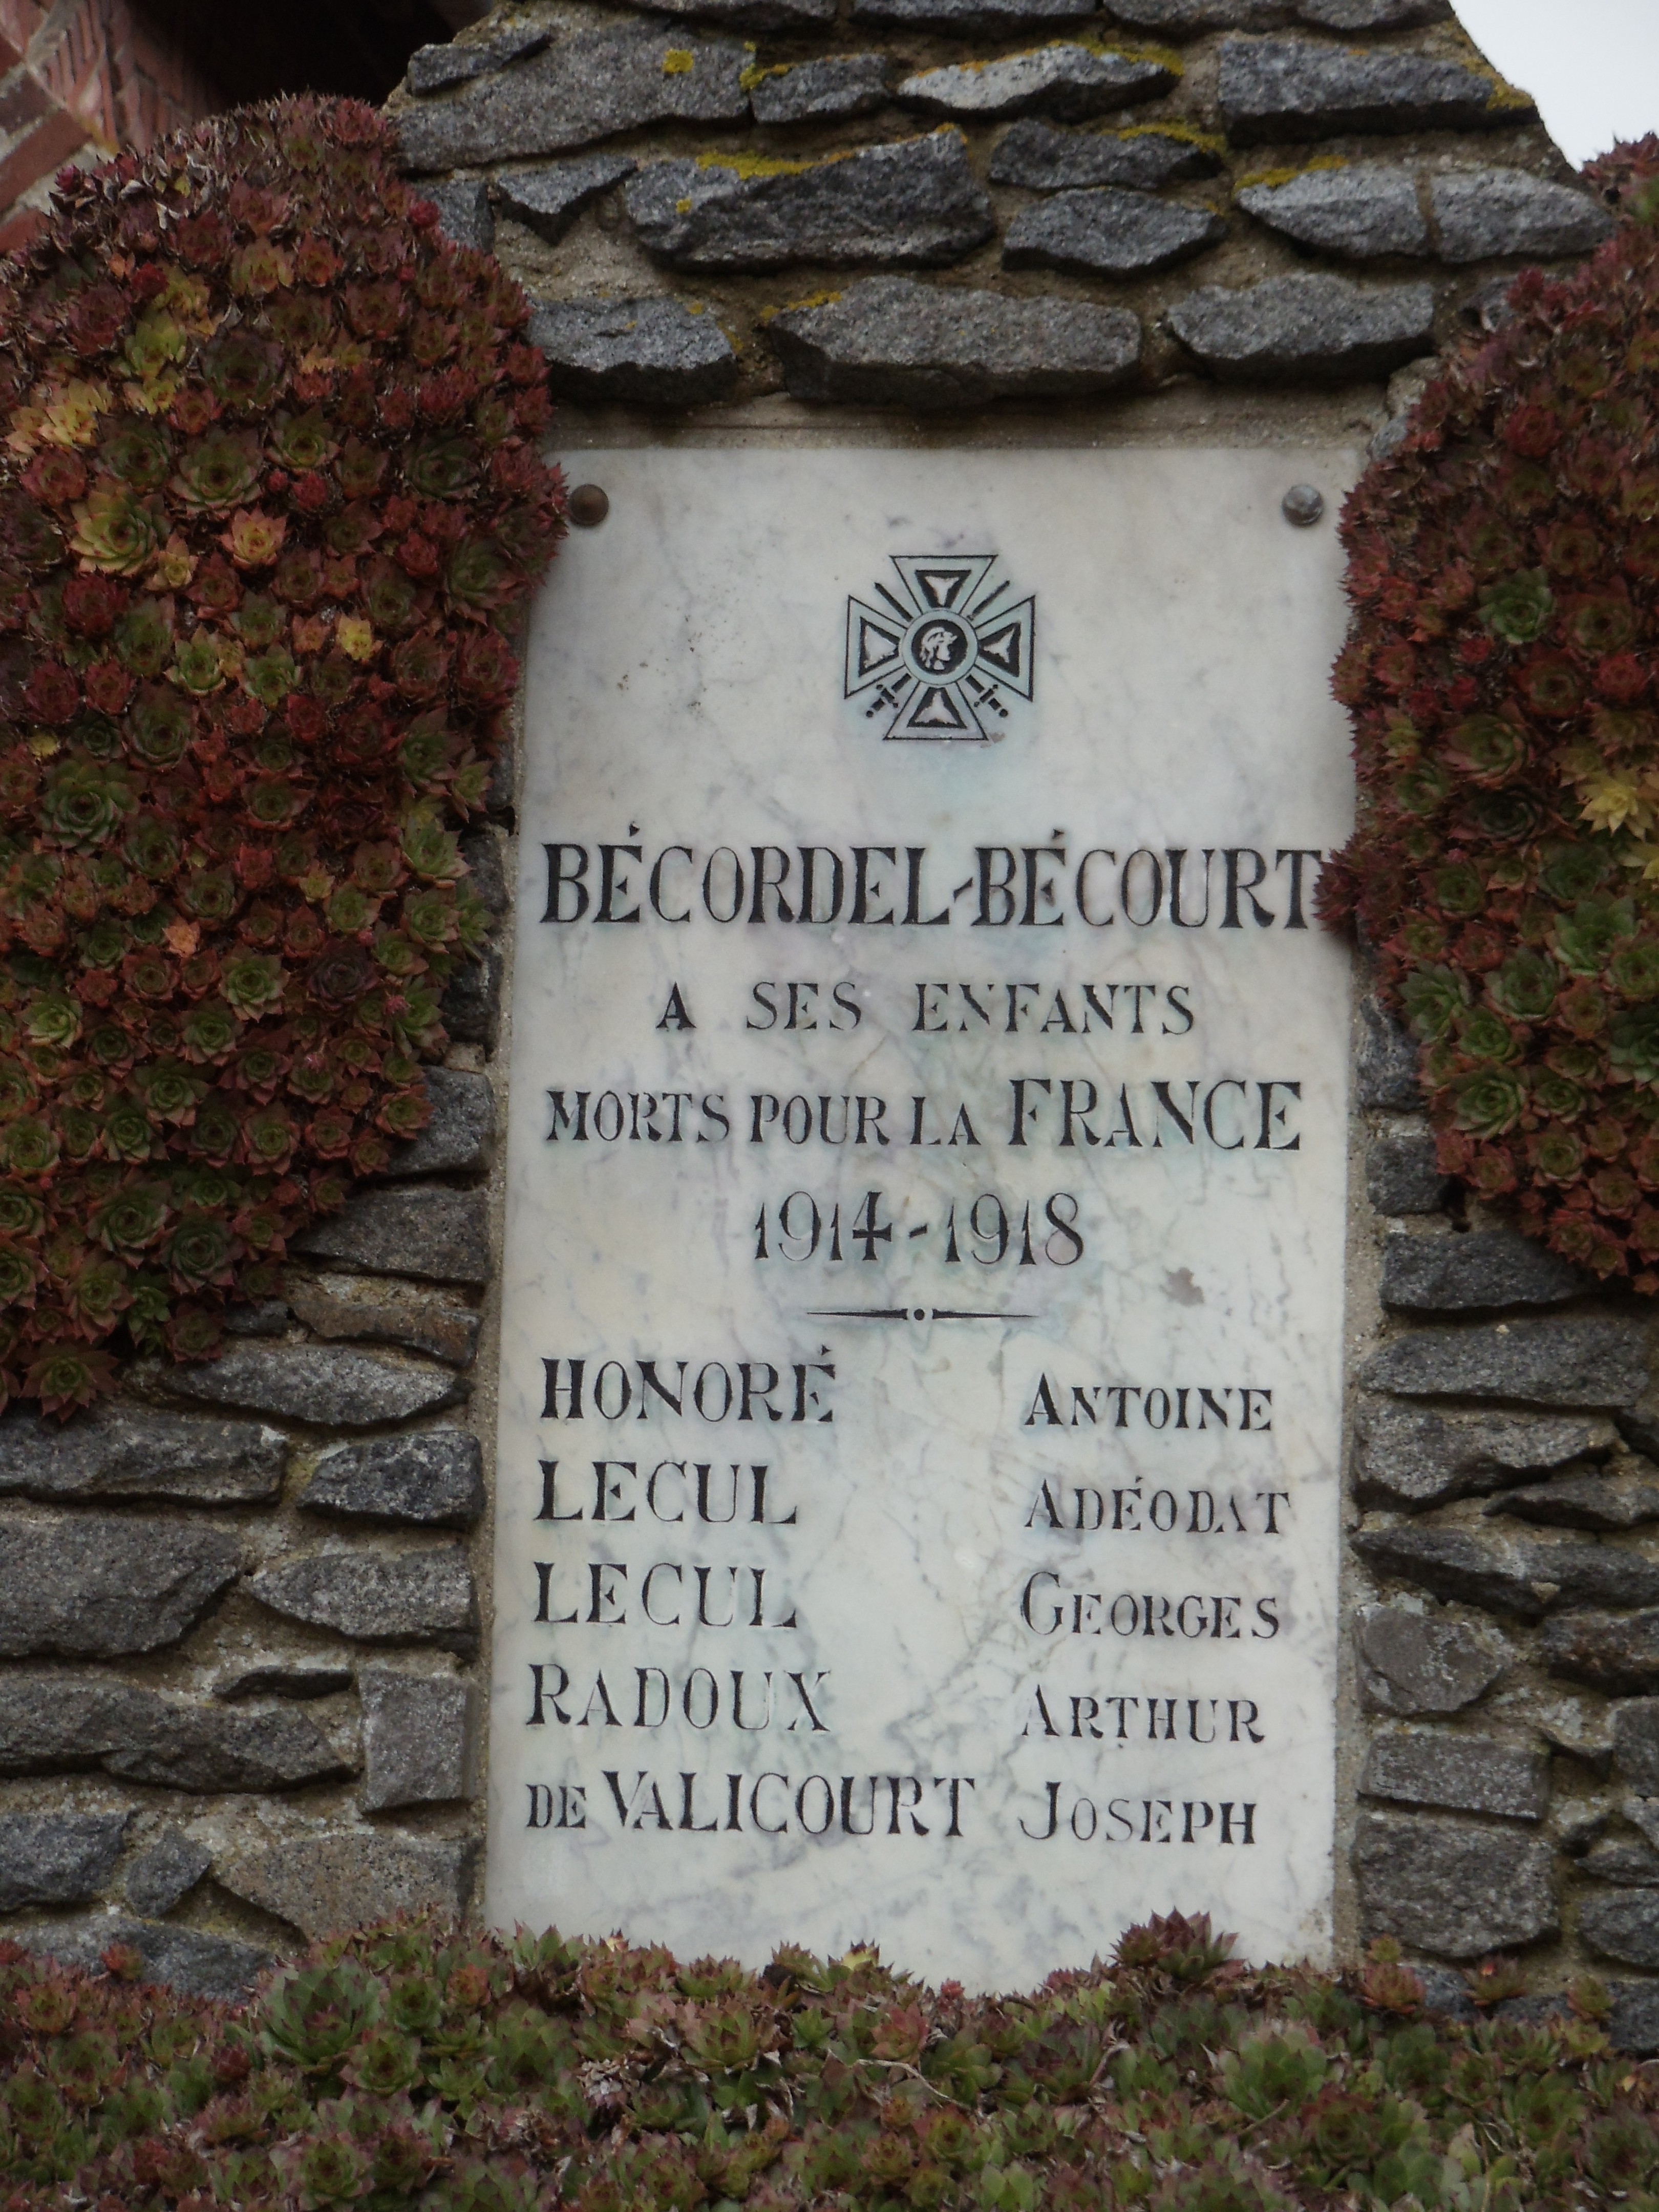 BÉCORDEL-BÉCOURT
A SES ENFANTS
MORTS POUR LA FRANCE
1914-1918
HONORÉ ANTOINE
LECUL ADÉODAT
LECUL GEORGES
RADOUX ARTHUR
DE VALICOURT JOSEPH